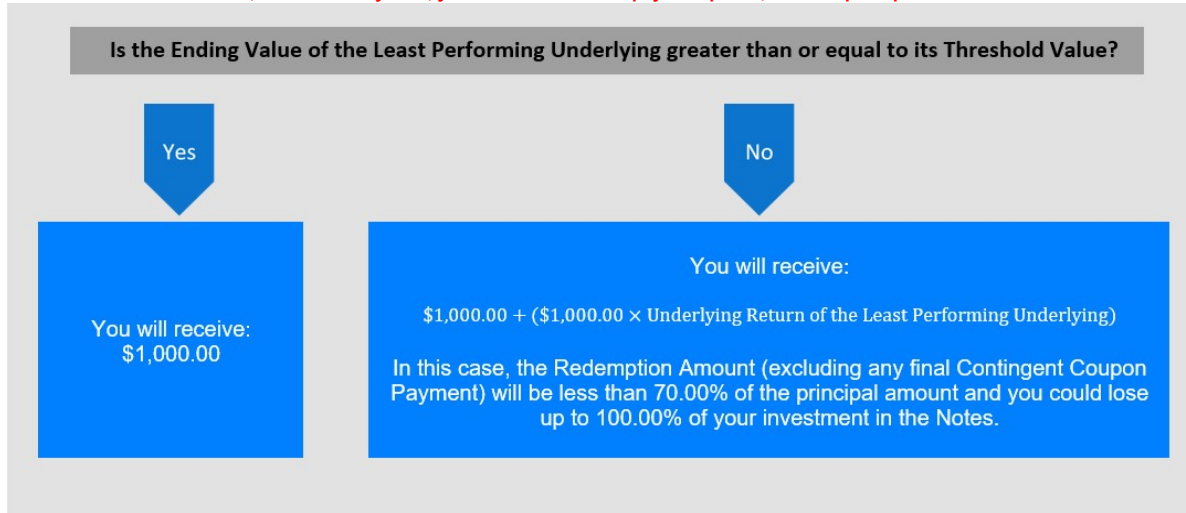 Is the Ending Value of the Least Performing Underlying greater than or equal to its Threshold Value?
Yes
No
You will receive:
$1,000.00
You will receive:
$1,000.00 + ($1,000.00 × Underlying Return of the Least Performing Underlying)
In this case, the Redemption Amount (excluding any final Contingent Coupon
Payment) will be less than 70.00% of the principal amount and you could lose
up to 100.00% of your investment in the Notes.